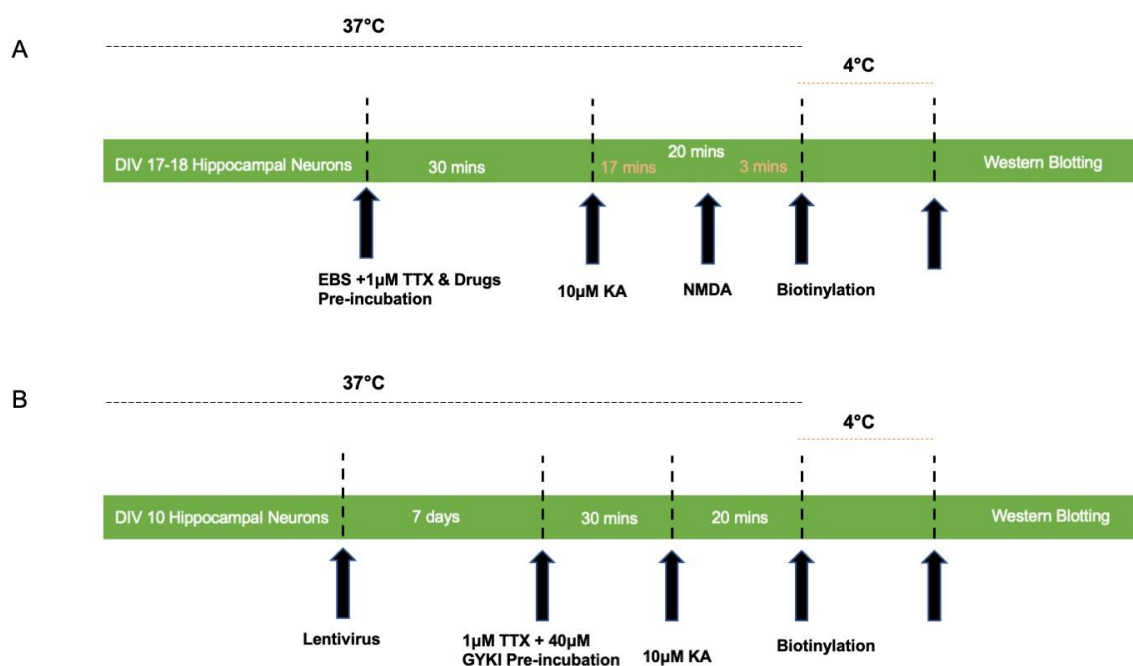 37°C
A
4°C
DIV 17-18 Hippocampal Neurons
30 mins
17 mins
20 mins
3 mins
Western Blotting
EBS +1µM TTX & Drugs
Pre-incubation
10µM KA
NMDA
Biotinylation
37°C
B
4°C
DIV 10 Hippocampal Neurons
7 days
30 mins
20 mins
Western Blotting
Lentivirus
1µM TTX + 40µM
GYKI Pre-incubation
10µM KA
Biotinylation